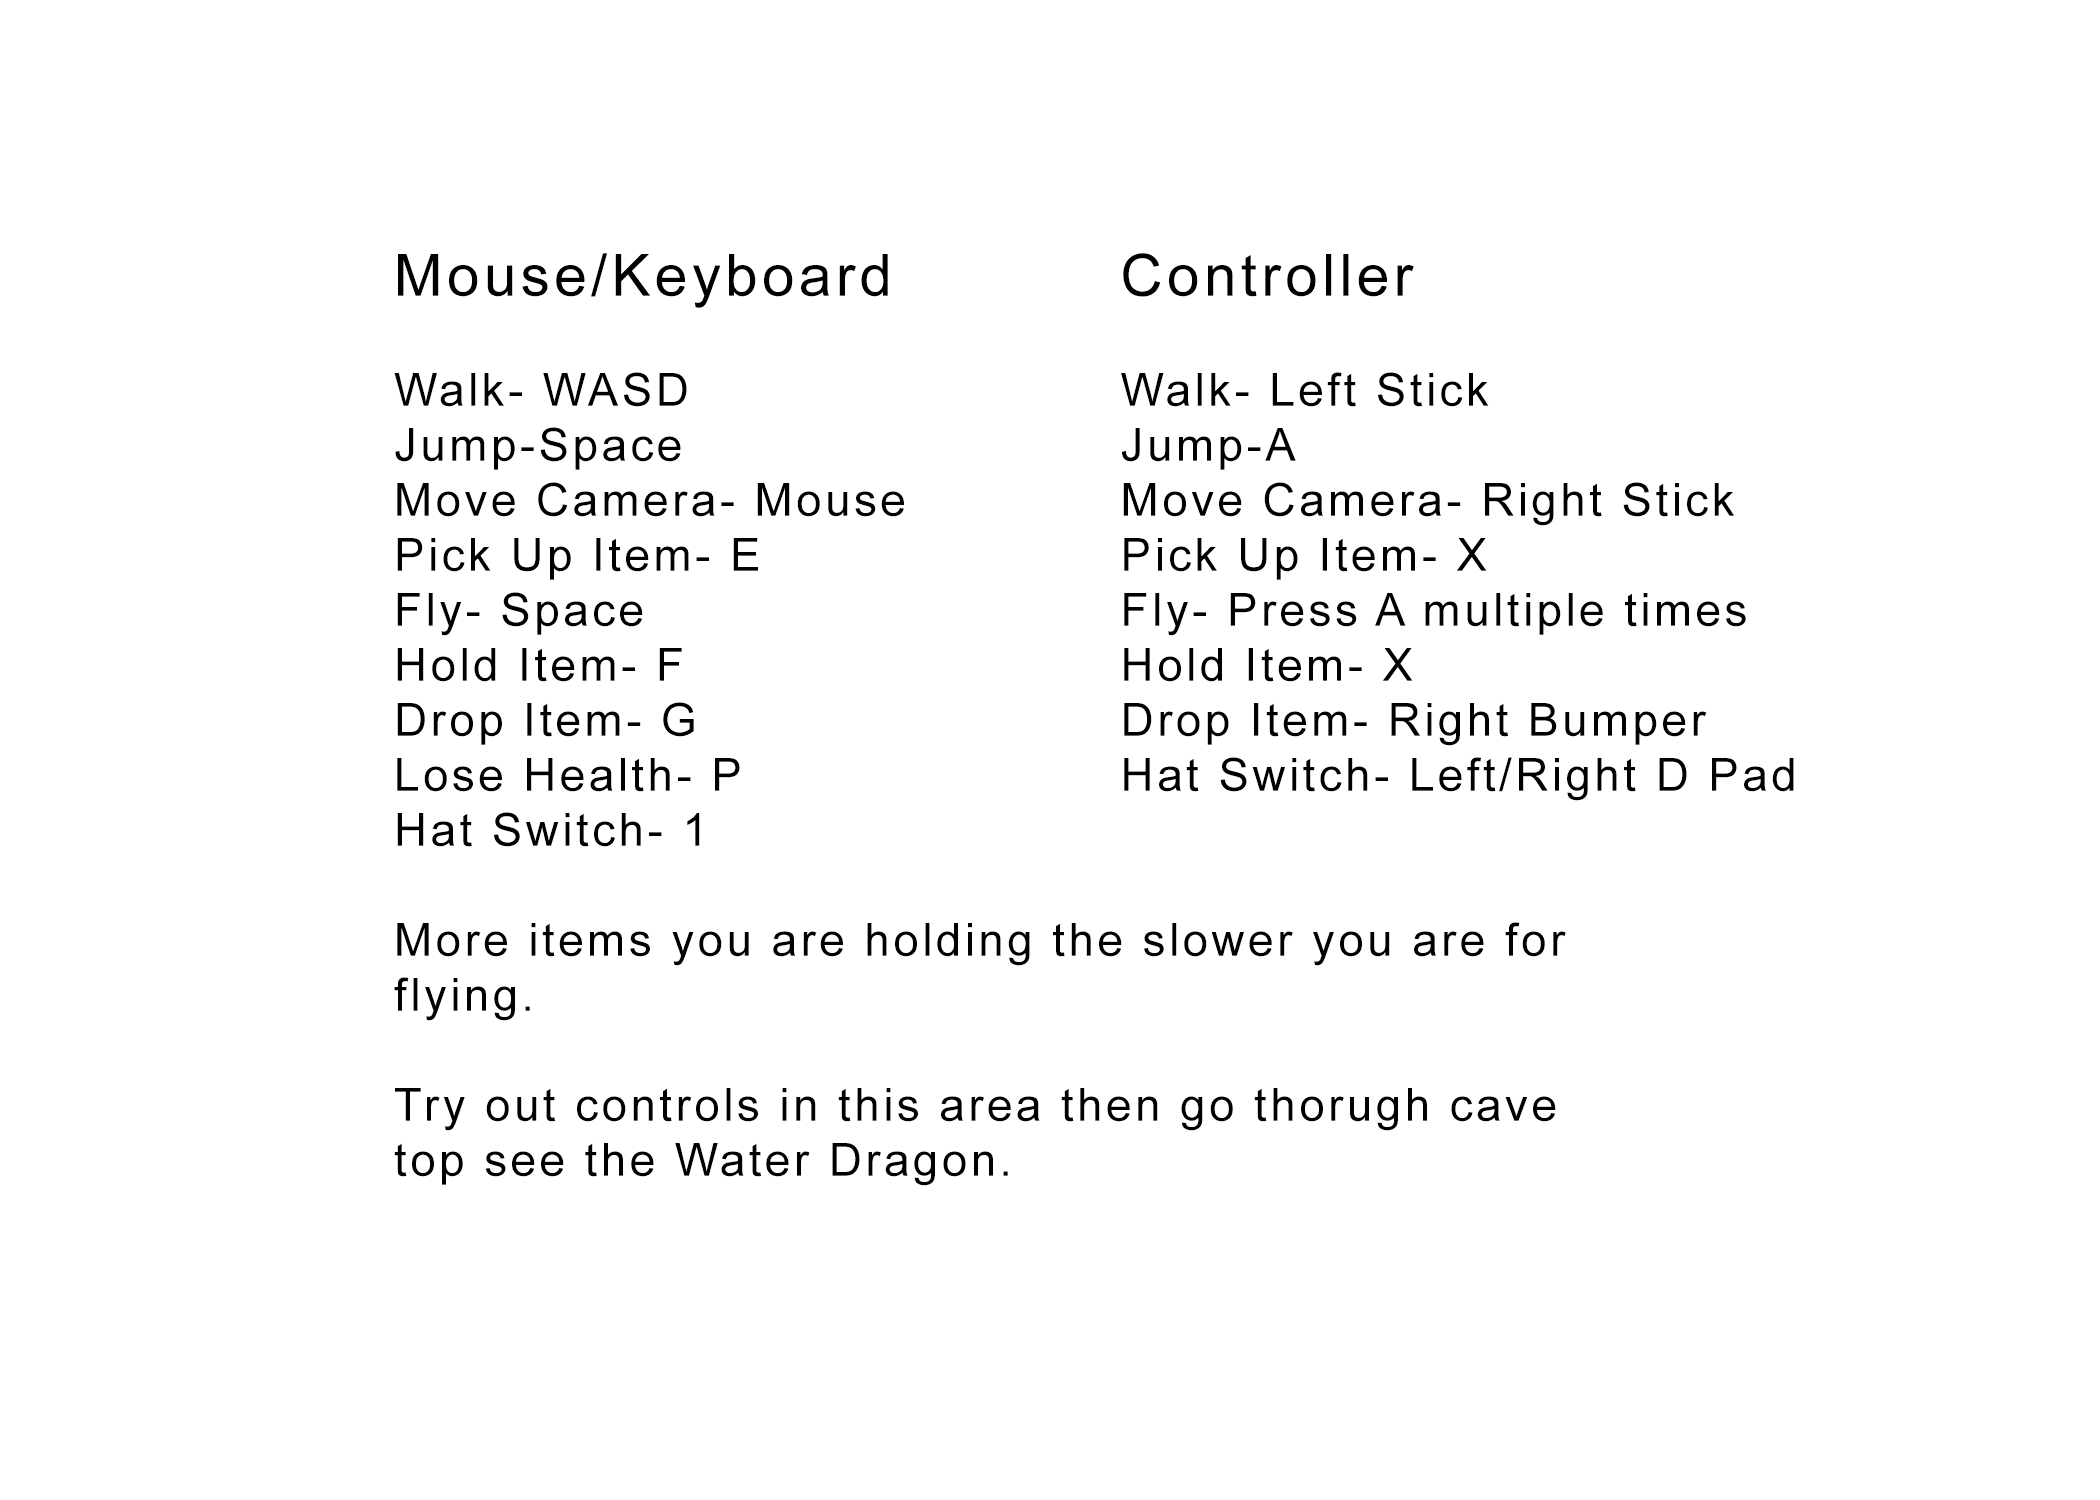 Mouse/Keyboard
Walk- WASD
Jump-Space
Move Camera- Mouse
Pick Up Item- E
Fly- Space
Hold Item- F
Drop Item- G
Lose Health- P
Hat Switch- 1
Controller
Walk- Left Stick
Jump-A
Move Camera- Right Stick
Pick Up Item- X
Fly- Press A multiple times
Hold Item- X
Drop Item- Right Bumper
Hat Switch- Left/Right D Pad
More items you are holding the slower you are for
flying.
Try out controls in this area then go thorugh cave
top see the Water Dragon.